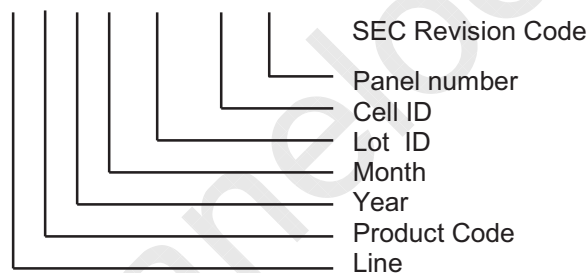 SEC Revision Code
Panel number
Cell ID
Lot ID
Month
Year
Product Code
Line